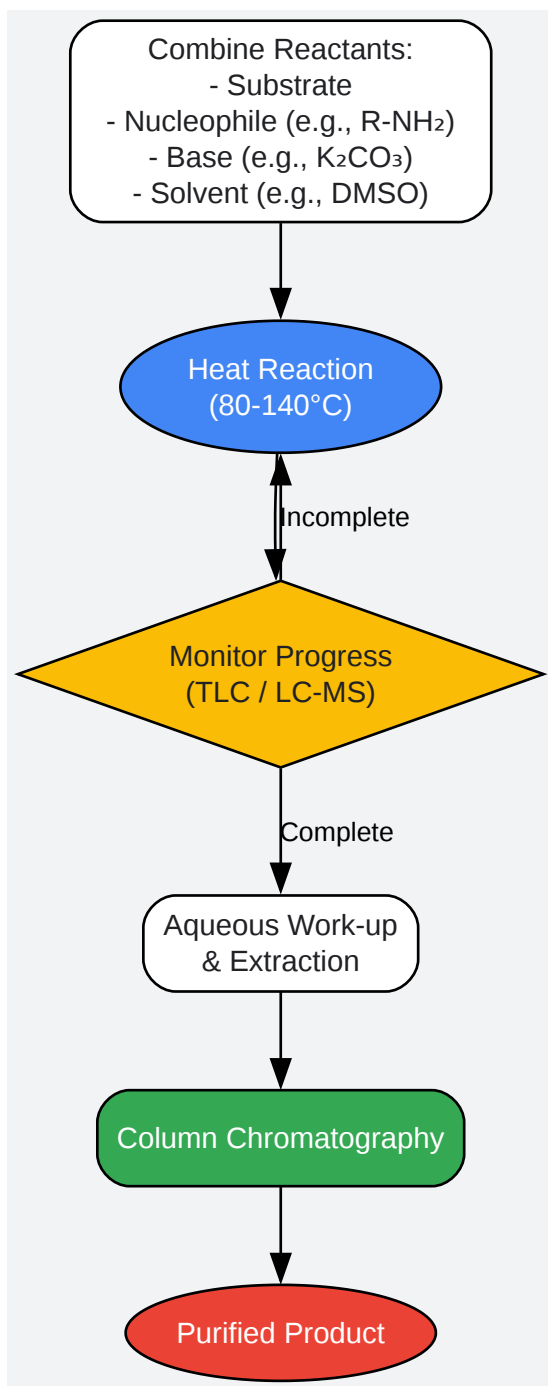 Combine Reactants:
- Substrate
- Nucleophile (e.g., R-NH₂)
- Base (e.g., K₂CO₃)
- Solvent (e.g., DMSO)
Heat Reaction
(80-140°C)
Incomplete
Monitor Progress
(TLC / LC-MS)
Complete
Aqueous Work-up
& Extraction
Column Chromatography
Purified Product